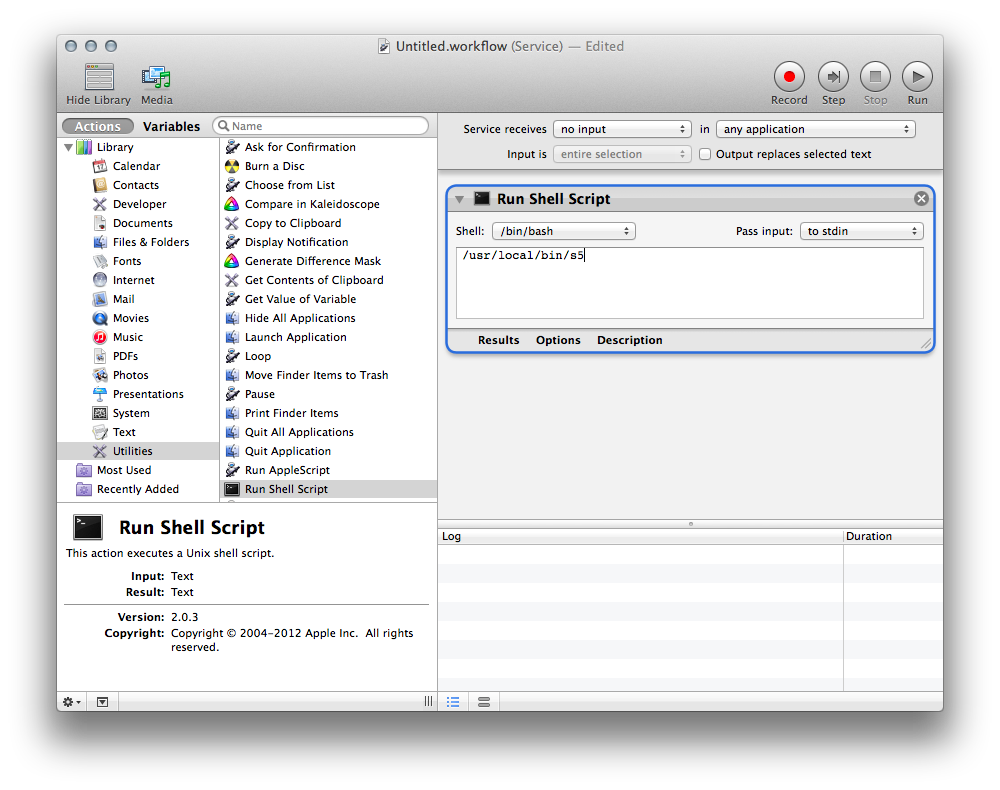 Untitled.workflow (Service) — Edited
Hide Library
Media
Record
Step
Stop
Run
Actions
Variables
Name
Library
Calendar
Contacts
Developer
Documents
Files & Folders
Fonts
Internet
Mail
Movies
Music
PDFs
Photos
Presentations
System
Text
Utilities
Most Used
Recently Added
Ask for Confirmation
Burn a Disc
Choose from List
Compare in Kaleidoscope
Copy to Clipboard
Display Notification
Generate Difference Mask
Get Contents of Clipboard
Get Value of Variable
Hide All Applications
Launch Application
Loop
Move Finder Items to Trash
Pause
Print Finder Items
Quit All Applications
Quit Application
Run AppleScript
Run Shell Script
Run Shell Script
This action executes a Unix shell script.
Input: Text
Result: Text
Version: 2.0.3
Copyright: Copyright © 2004–2012 Apple Inc. All rights
reserved.
Service receives no input in any application
Input is entire selection Output replaces selected text
Run Shell Script
Shell: /bin/bash Pass input: to stdin
/usr/local/bin/s5
Results Options Description
Log Duration